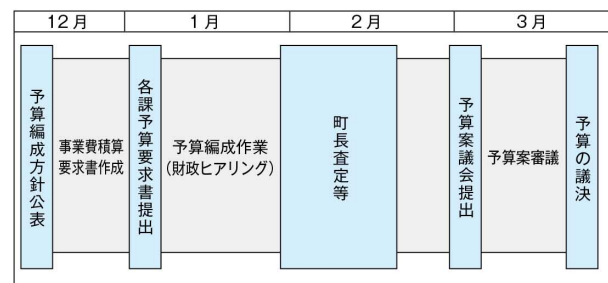 12月
1月
2月
3月
予算編成方針公表
事業費積算
要求書作成
各課予算要求書提出
予算編成作業
(財政ヒアリング)
町長査定等
予算案議会提出
予算案審議
予算の議決